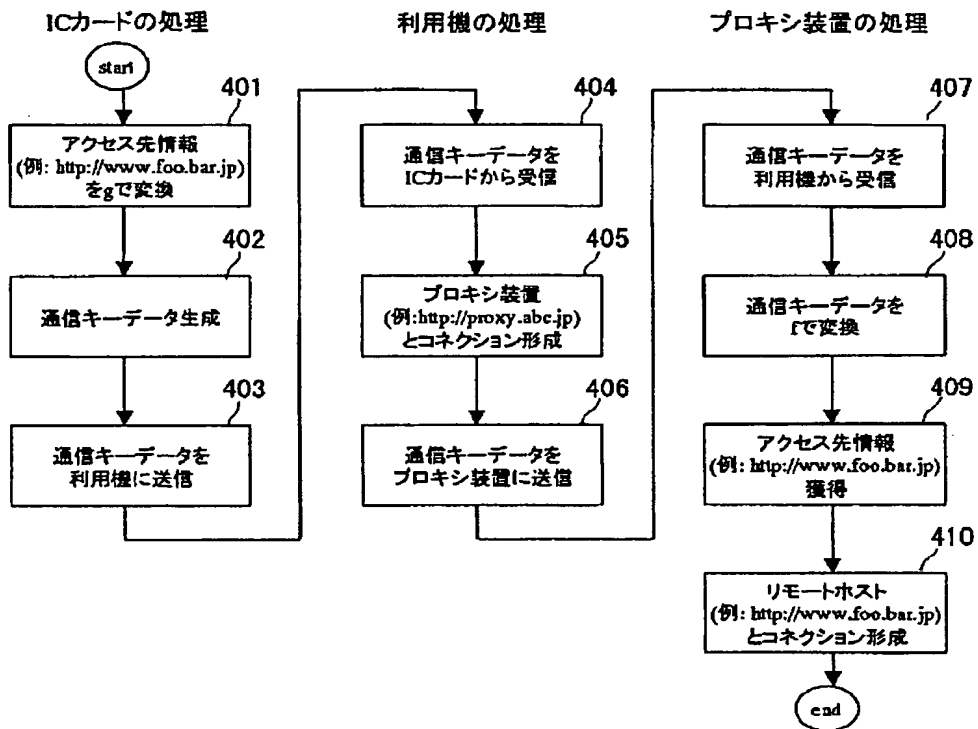 ICカードの処理
start
401
アクセス先情報
(例: http://www.foo.bar.jp)
をgで変換
402
通信キーデータ生成
403
通信キーデータを
利用機に送信
利用機の処理
404
通信キーデータを
ICカードから受信
405
プロキシ装置
(例:http://proxy.abc.jp)
とコネクション形成
406
通信キーデータを
プロキシ装置に送信
プロキシ装置の処理
407
通信キーデータを
利用機から受信
408
通信キーデータを
fで変換
409
アクセス先情報
(例: http://www.foo.bar.jp)
獲得
410
リモートホスト
(例: http://www.foo.bar.jp)
とコネクション形成
end